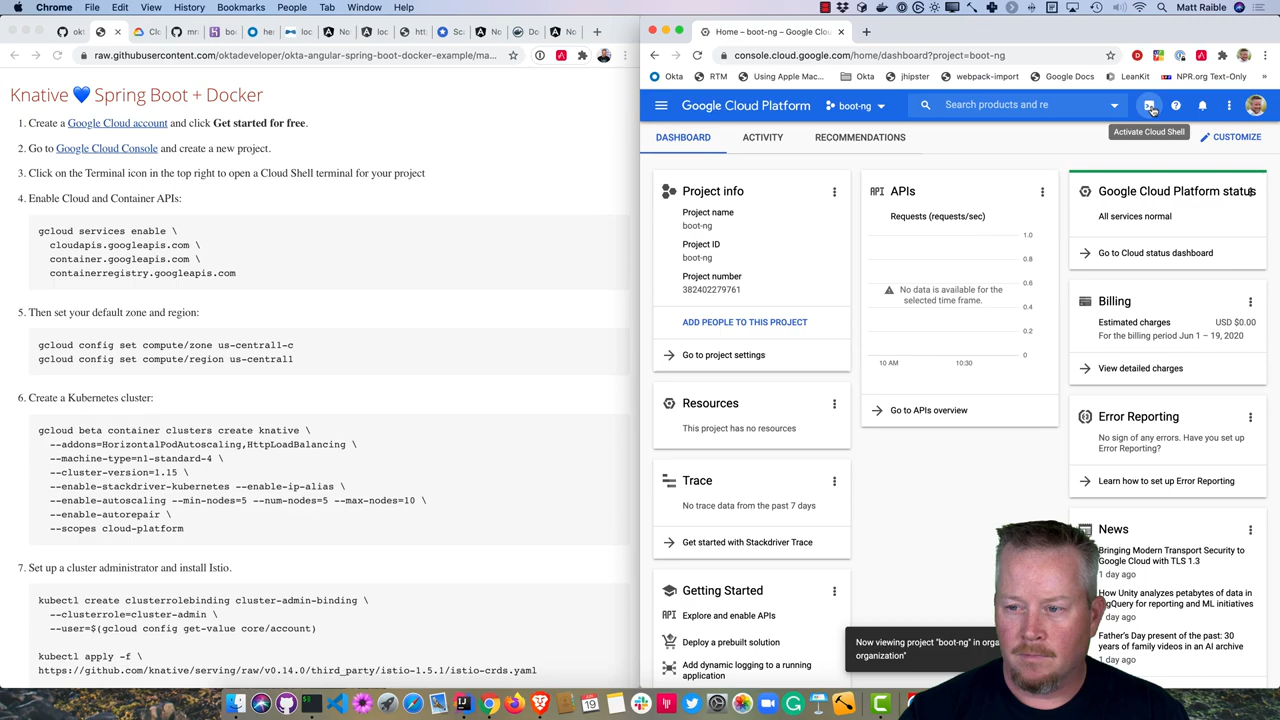 Chrome File Edit View History Bookmarks People Tab Window Help
Matt Raible
raw.githubusercontent.com/oktadeveloper/okta-angular-spring-boot-docker-example/ma...
Knative 💙 Spring Boot + Docker
1. Create a Google Cloud account and click Get started for free.
2. Go to Google Cloud Console and create a new project.
3. Click on the Terminal icon in the top right to open a Cloud Shell terminal for your project
4. Enable Cloud and Container APIs:
gcloud services enable \
cloudapis.googleapis.com \
container.googleapis.com \
containerregistry.googleapis.com
5. Then set your default zone and region:
gcloud config set compute/zone us-central1-c
gcloud config set compute/region us-central1
6. Create a Kubernetes cluster:
gcloud beta container clusters create knative \
--addons=HorizontalPodAutoscaling,HttpLoadBalancing \
--machine-type=n1-standard-4 \
--cluster-version=1.15 \
--enable-stackdriver-kubernetes --enable-ip-alias \
--enable-autoscaling --min-nodes=5 --num-nodes=5 --max-nodes=10 \
--enable-autorepair \
--scopes cloud-platform
7. Set up a cluster administrator and install Istio.
kubectl create clusterrolebinding cluster-admin-binding \
--clusterrole=cluster-admin \
--user=$(gcloud config get-value core/account)
kubectl apply -f \
https://github.com/knative/serving/raw/v0.14.0/third_party/istio-1.5.1/istio-crds.yaml
Home – boot-ng – Google Clo
console.cloud.google.com/home/dashboard?project=boot-ng
Okta RTM Using Apple Mac... Okta jhipster webpack-import Google Docs LeanKit NPR.org Text-Only »
Google Cloud Platform boot-ng Search products and re
Activate Cloud Shell
DASHBOARD ACTIVITY RECOMMENDATIONS CUSTOMIZE
Project info
Project name
boot-ng
Project ID
boot-ng
Project number
382402279761
ADD PEOPLE TO THIS PROJECT
Go to project settings
Resources
This project has no resources
Trace
No trace data from the past 7 days
Get started with Stackdriver Trace
Getting Started
API Explore and enable APIs
Deploy a prebuilt solution
Add dynamic logging to a running
application
API APIs
Requests (requests/sec)
1.0
0.8
0.6
No data is available for the
selected time frame.
0.4
0.2
0
10 AM 10:30
Go to APIs overview
Google Cloud Platform status
All services normal
Go to Cloud status dashboard
Billing
Estimated charges USD $0.00
For the billing period Jun 1 – 19, 2020
View detailed charges
Error Reporting
No sign of any errors. Have you set up
Error Reporting?
Learn how to set up Error Reporting
News
Bringing Modern Transport Security to
Google Cloud with TLS 1.3
1 day ago
How Unity analyzes petabytes of data in
BigQuery for reporting and ML initiatives
1 day ago
Father's Day present of the past: 30
years of family videos in an AI archive
1 day ago
Now viewing project "boot-ng" in
organization"
JUN
19